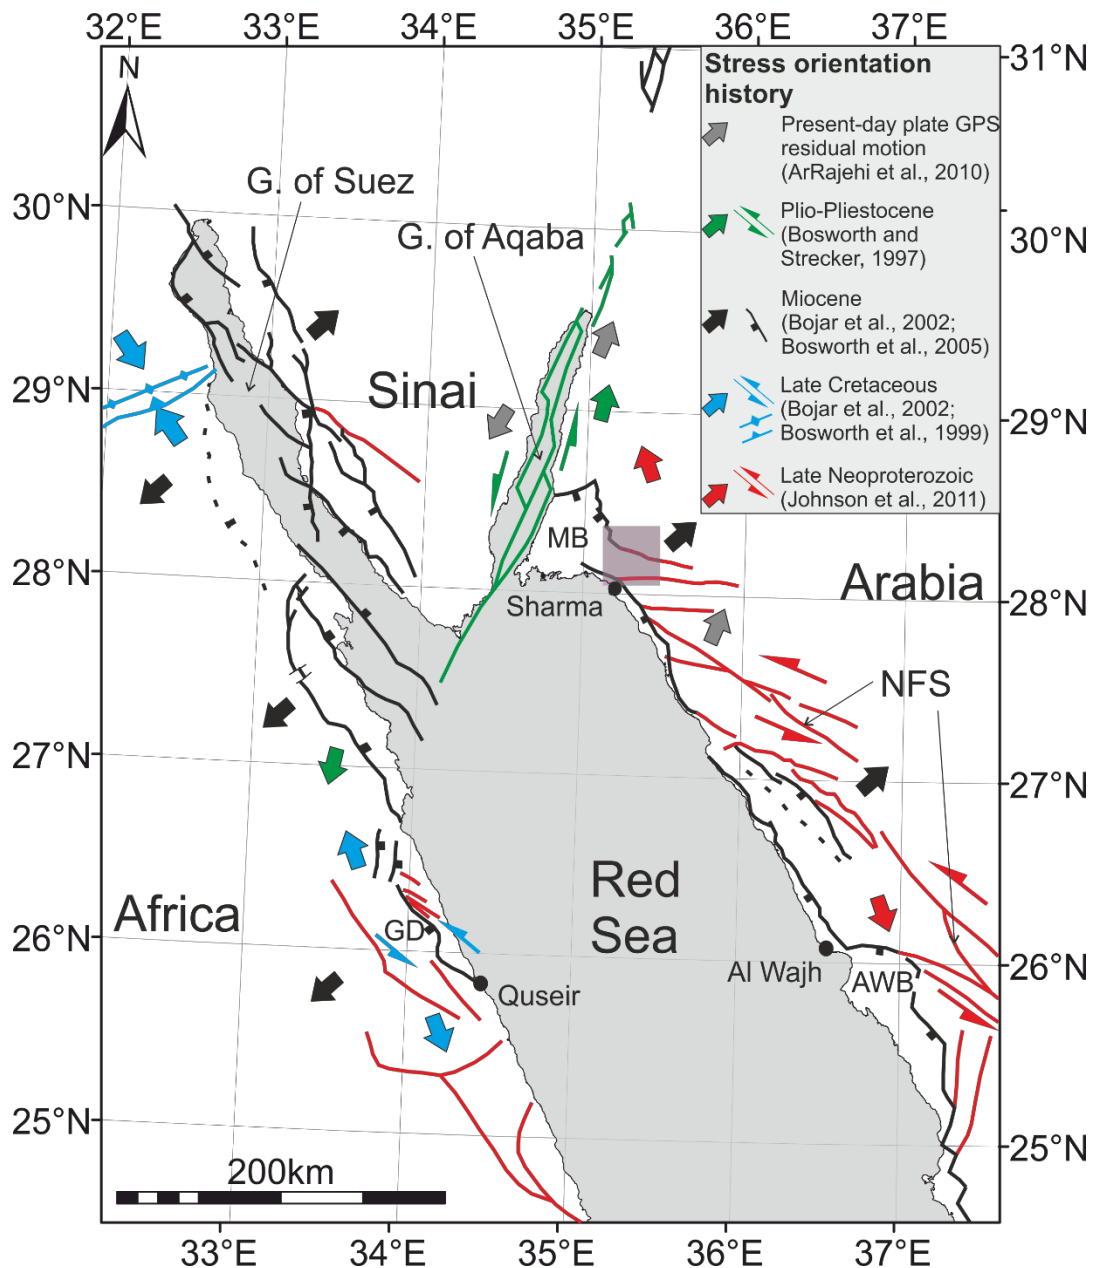 32°E 33°E 34°E 35°E 36°E 37°E
N
31°N
Stress orientation
history
Present-day plate GPS
residual motion
(ArRajehi et al., 2010)
Plio-Pliestocene
(Bosworth and
Strecker, 1997)
Miocene
(Bojar et al., 2002;
Bosworth et al., 2005)
Late Cretaceous
(Bojar et al., 2002;
Bosworth et al., 1999)
Late Neoproterozoic
(Johnson et al., 2011)
G. of Suez
30°N
G. of Aqaba
30°N
29°N
Sinai
29°N
MB
28°N
Arabia
Sharma
28°N
NFS
27°N
27°N
Red
Sea
Africa
GD
26°N
Al Wajh
AWB
26°N
Quseir
25°N
25°N
200km
33°E 34°E 35°E 36°E 37°E